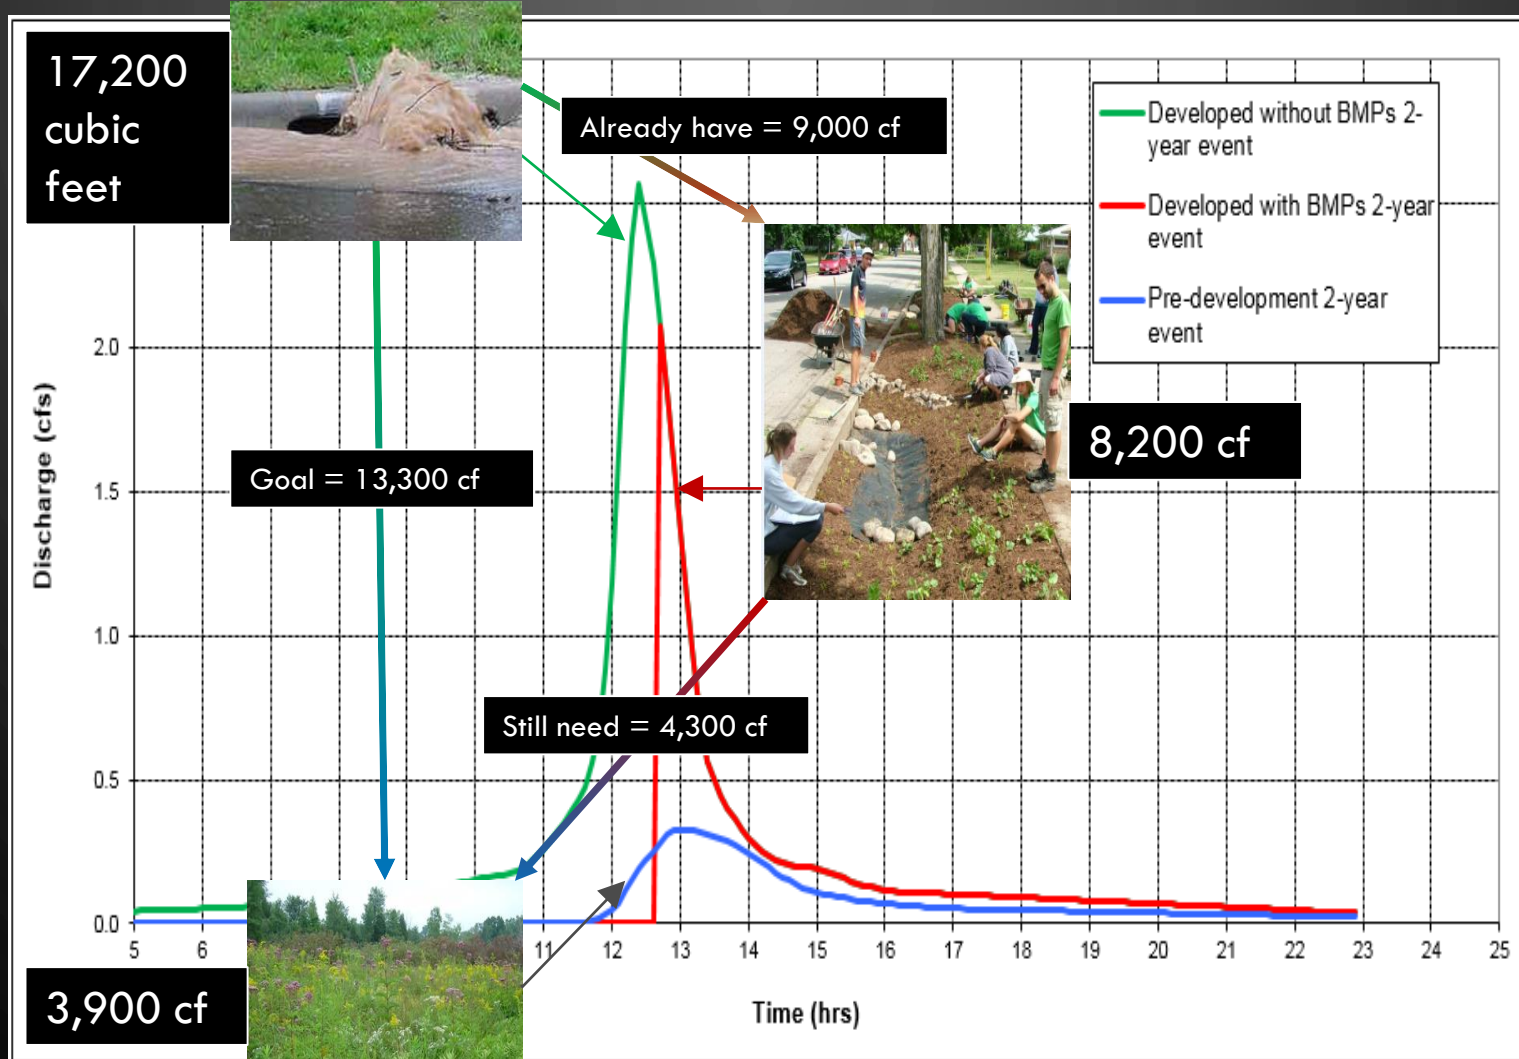 17,200
cubic
feet
Already have = 9,000 cf
Developed without BMPs 2-
year event
Developed with BMPs 2-year
event
Pre-development 2-year
event
8,200 cf
Goal = 13,300 cf
Still need = 4,300 cf
3,900 cf
Discharge (cfs)
2.0
1.5
1.0
0.5
0.0
5 6 11 12 13 14 15 16 17 18 19 20 21 22 23 24 25
Time (hrs)